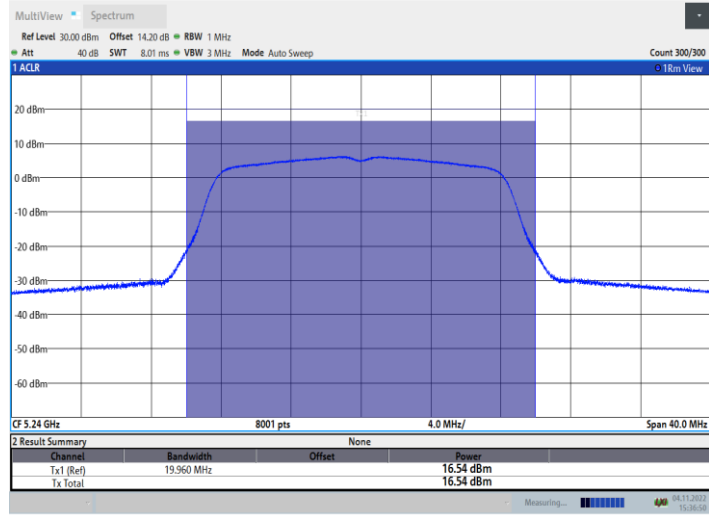 MultiView Spectrum
Ref Level 30.00 dBm Offset 14.20 dB RBW 1 MHz
Att 40 dB SWT 8.01 ms VBW 3 MHz Mode Auto Sweep Count 300/300
1 ACLR 1Rm View
20 dBm
10 dBm
0 dBm
-10 dBm
-20 dBm
-30 dBm
-40 dBm
-50 dBm
-60 dBm
CF 5.24 GHz 8001 pts 4.0 MHz/ Span 40.0 MHz
2 Result Summary None
Channel Bandwidth Offset Power
Tx1 (Ref) 19.960 MHz 16.54 dBm
Tx Total 16.54 dBm
Measuring... 04.11.2022
15:36:50